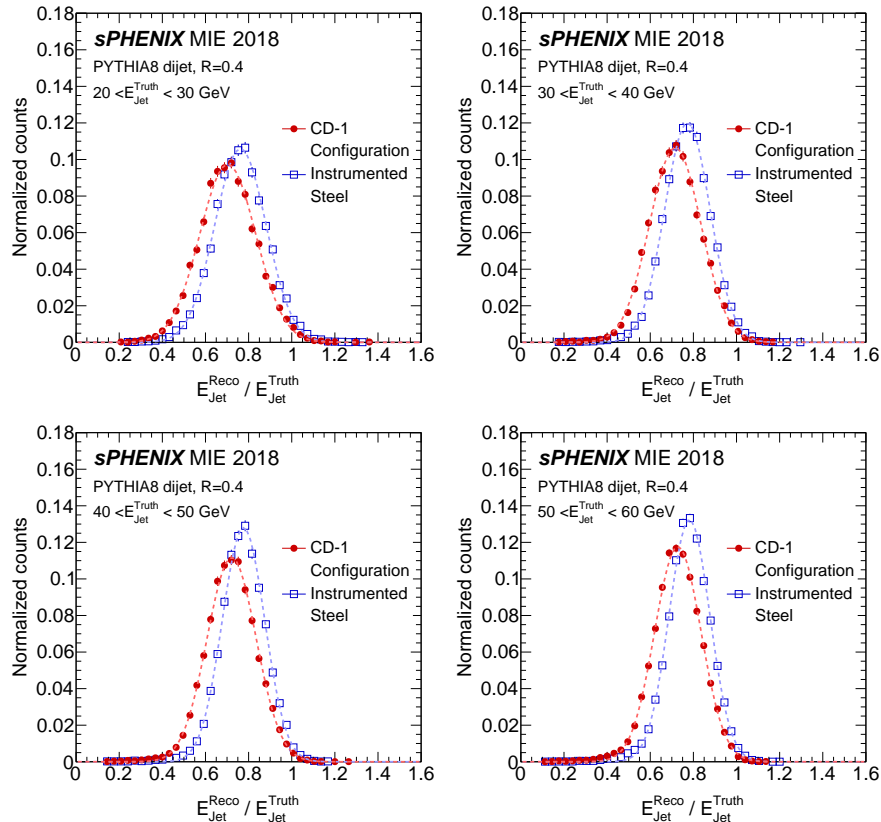 0.18
0.16
0.14
0.12
0.1
0.08
0.06
0.04
0.02
0
Normalized counts
sPHENIX MIE 2018
PYTHIA8 dijet, R=0.4
20 <E^Truth_Jet < 30 GeV
CD-1
Configuration
Instrumented
Steel
0 0.2 0.4 0.6 0.8 1 1.2 1.4 1.6
E^Reco_Jet / E^Truth_Jet
0.18
0.16
0.14
0.12
0.1
0.08
0.06
0.04
0.02
0
Normalized counts
sPHENIX MIE 2018
PYTHIA8 dijet, R=0.4
30 <E^Truth_Jet < 40 GeV
CD-1
Configuration
Instrumented
Steel
0 0.2 0.4 0.6 0.8 1 1.2 1.4 1.6
E^Reco_Jet / E^Truth_Jet
0.18
0.16
0.14
0.12
0.1
0.08
0.06
0.04
0.02
0
Normalized counts
sPHENIX MIE 2018
PYTHIA8 dijet, R=0.4
40 <E^Truth_Jet < 50 GeV
CD-1
Configuration
Instrumented
Steel
0 0.2 0.4 0.6 0.8 1 1.2 1.4 1.6
E^Reco_Jet / E^Truth_Jet
0.18
0.16
0.14
0.12
0.1
0.08
0.06
0.04
0.02
0
Normalized counts
sPHENIX MIE 2018
PYTHIA8 dijet, R=0.4
50 <E^Truth_Jet < 60 GeV
CD-1
Configuration
Instrumented
Steel
0 0.2 0.4 0.6 0.8 1 1.2 1.4 1.6
E^Reco_Jet / E^Truth_Jet